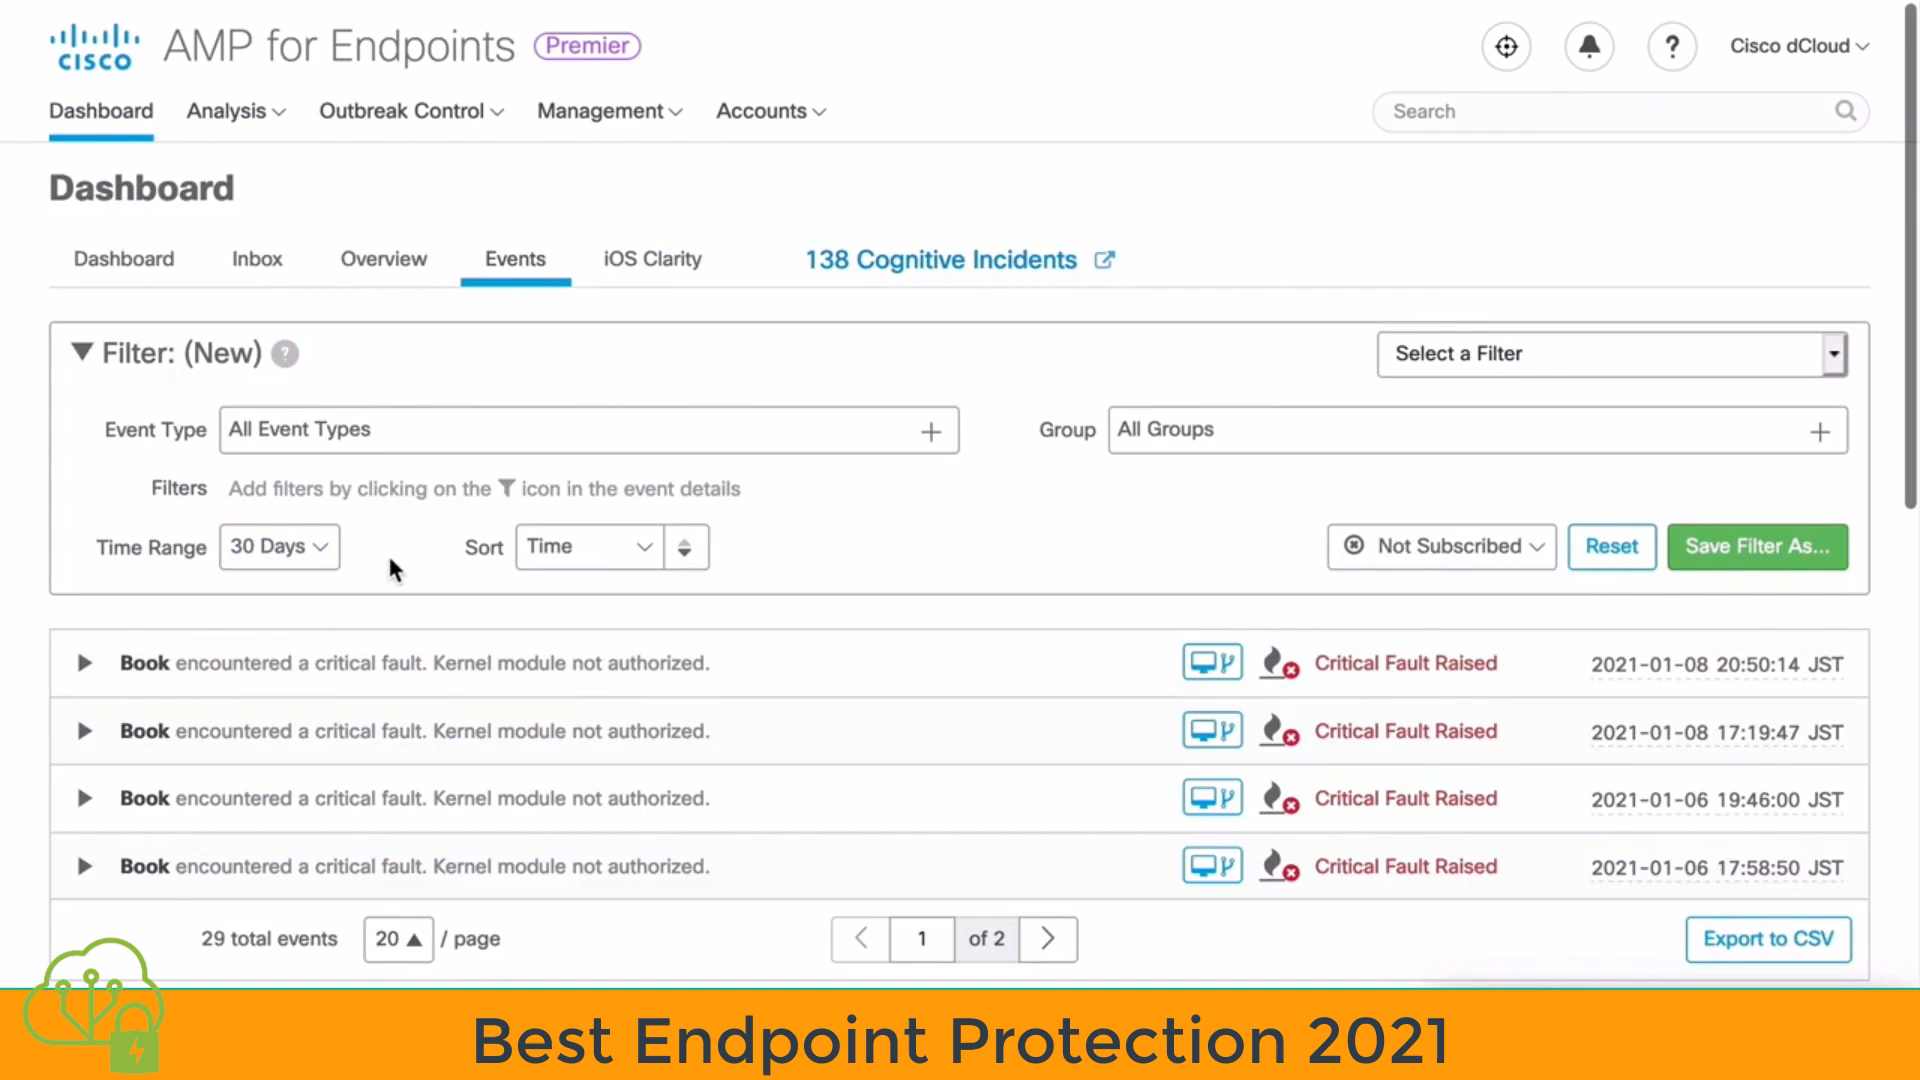 CISCO AMP for Endpoints Premier
? Cisco dCloud
Dashboard Analysis Outbreak Control Management Accounts
Search
Dashboard
Dashboard Inbox Overview Events iOS Clarity 138 Cognitive Incidents
Filter: (New) ? Select a Filter
Event Type All Event Types + Group All Groups +
Filters Add filters by clicking on the icon in the event details
Time Range 30 Days Sort Time Not Subscribed Reset Save Filter As...
Book encountered a critical fault. Kernel module not authorized. Critical Fault Raised 2021-01-08 20:50:14 JST
Book encountered a critical fault. Kernel module not authorized. Critical Fault Raised 2021-01-08 17:19:47 JST
Book encountered a critical fault. Kernel module not authorized. Critical Fault Raised 2021-01-06 19:46:00 JST
Book encountered a critical fault. Kernel module not authorized. Critical Fault Raised 2021-01-06 17:58:50 JST
29 total events 20 / page 1 of 2 Export to CSV
Best Endpoint Protection 2021